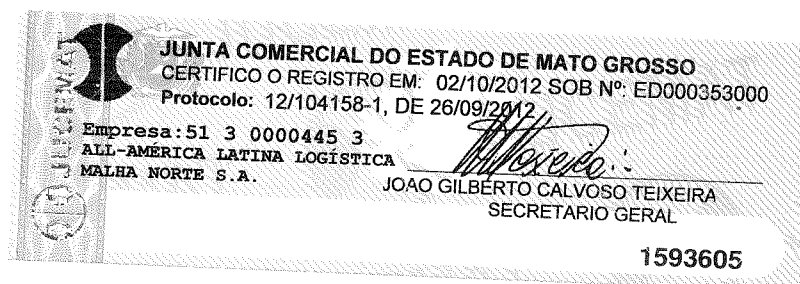 JUCEMAT
JUNTA COMERCIAL DO ESTADO DE MATO GROSSO
CERTIFICO O REGISTRO EM: 02/10/2012 SOB Nº: ED000353000
Protocolo: 12/104158-1, DE 26/09/2012
Empresa:51 3 0000445 3
ALL-AMÉRICA LATINA LOGÍSTICA
MALHA NORTE S.A.
JOAO GILBERTO CALVOSO TEIXEIRA
SECRETARIO GERAL
1593605